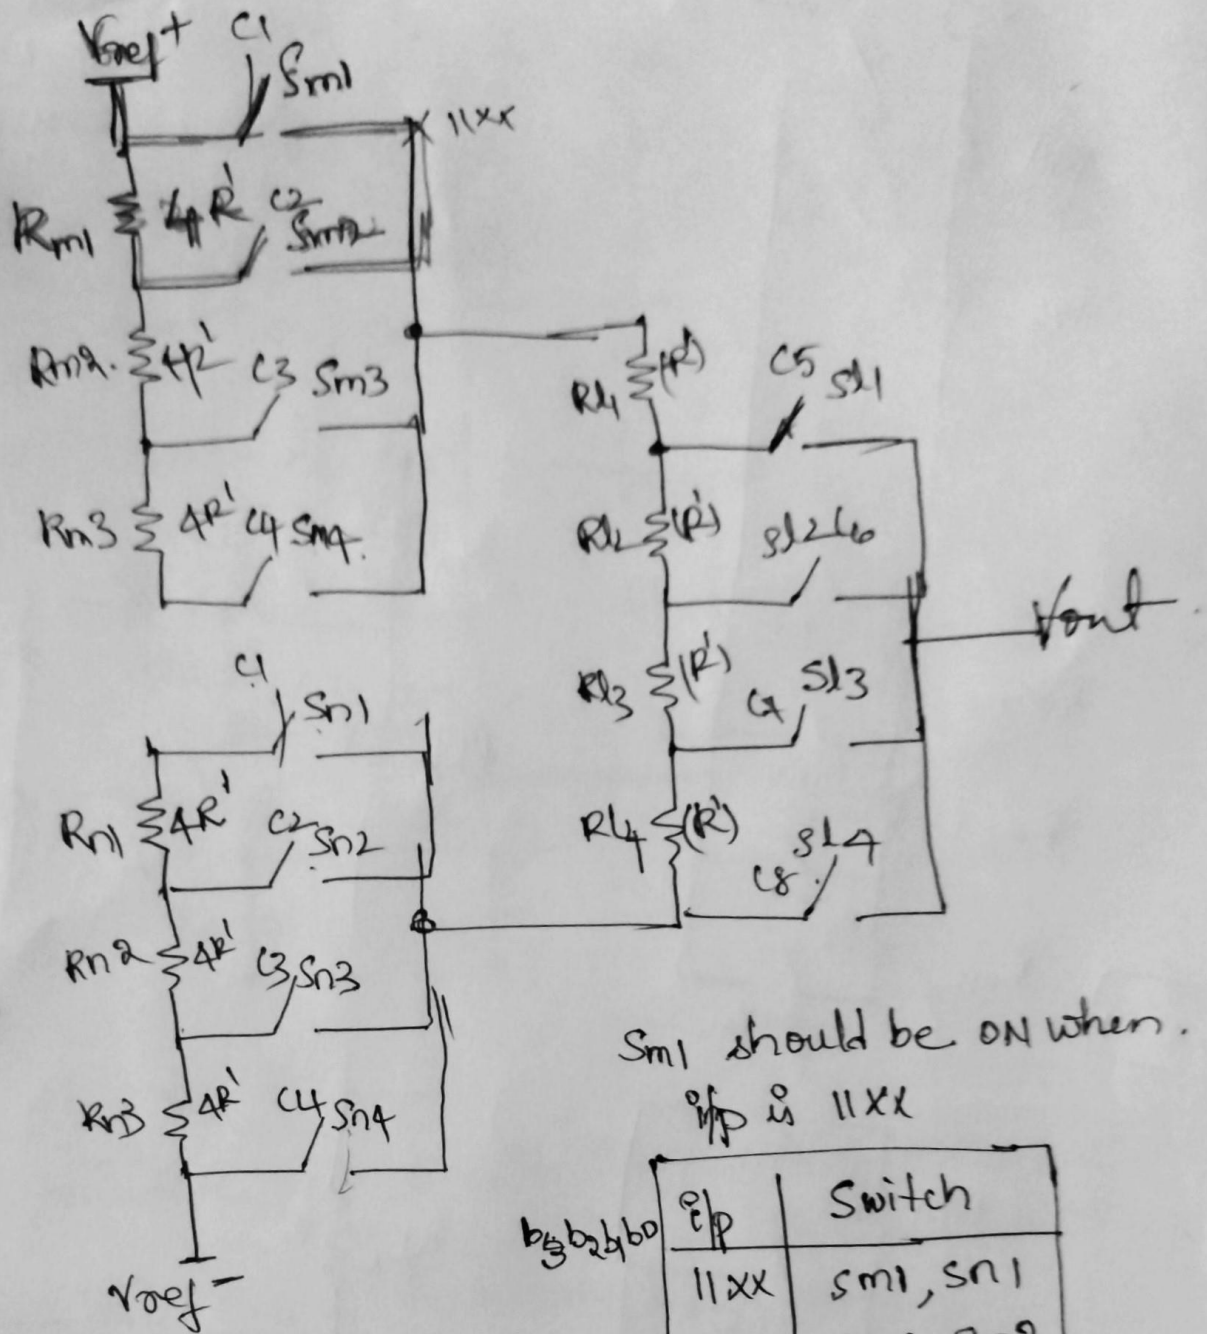 Vref+
C1
Sm1
11xx
Rm1
4R'
C2
Sm2
Rm2
4R'
C3
Sm3
Rm3
4R'
C4
Sm4
Rl1
(R')
C5
Sl1
Rl2
(R')
Sl2
C6
Vout
Rl3
(R')
C7
Sl3
Rl4
(R')
C8
Sl4
C1
Sn1
Rn1
4R'
C2
Sn2
Rn2
4R'
C3
Sn3
Rn3
4R'
C4
Sn4
Vref-
Sm1 should be ON when.
i/p is 11XX
b3b2b1b0
i/p Switch
11xx sm1, sn1